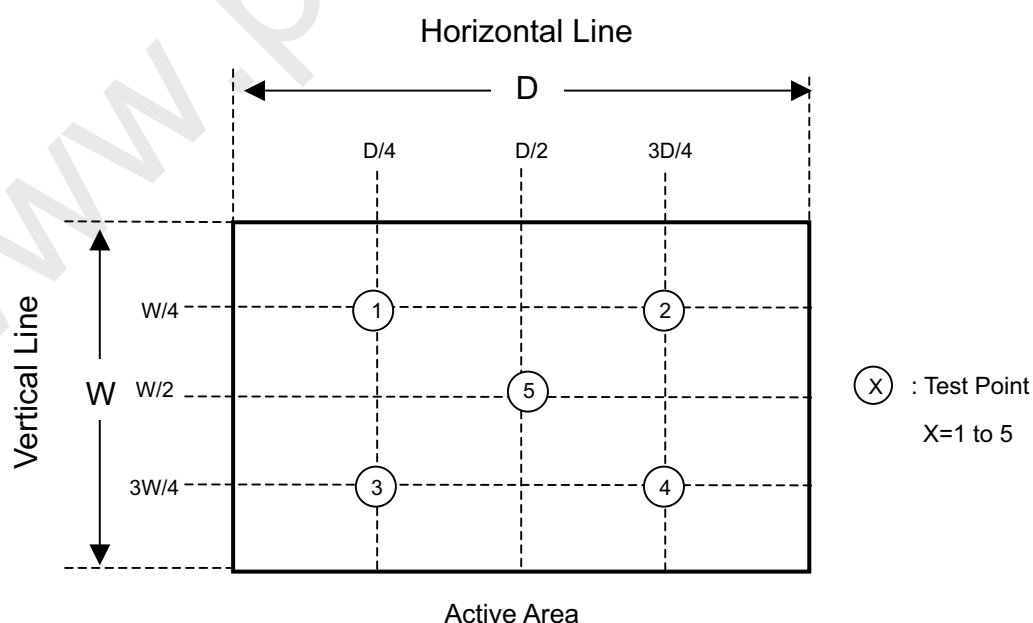 Horizontal Line
D
D/4 D/2 3D/4
W/4 1 2
Vertical Line
W W/2 5
X : Test Point
X=1 to 5
3W/4 3 4
Active Area